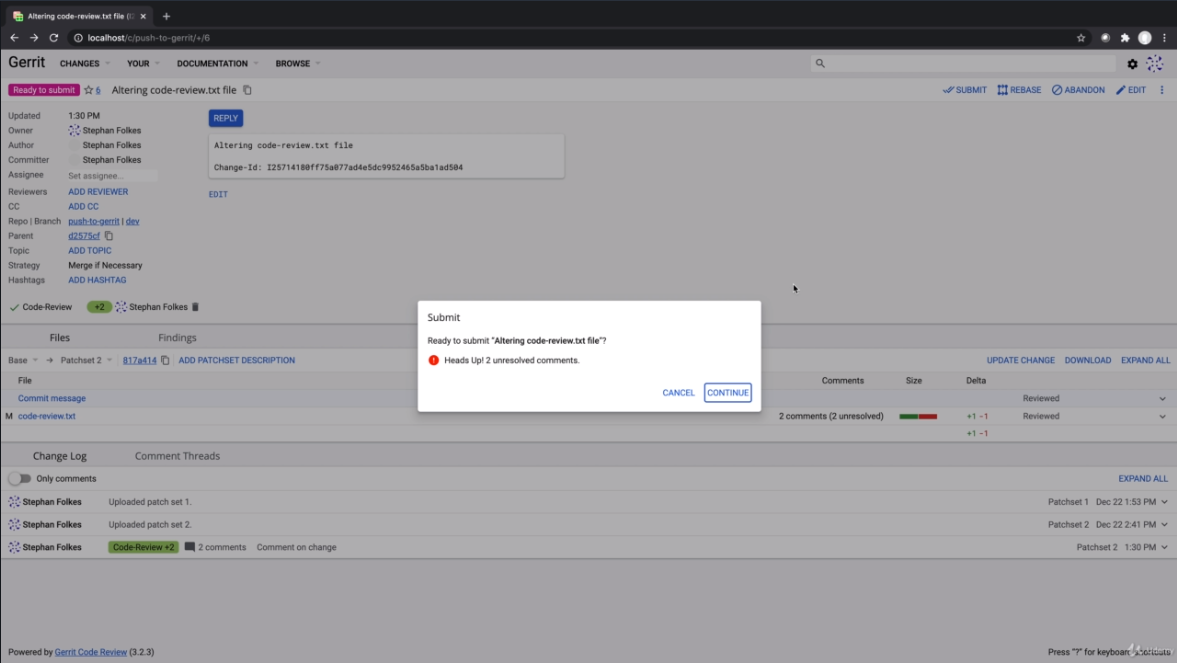 Altering code-review.txt file (
localhost/c/push-to-gerrit/+/6
Gerrit CHANGES YOUR DOCUMENTATION BROWSE
Ready to submit 6 Altering code-review.txt file SUBMIT REBASE ABANDON EDIT
Updated 1:30 PM
REPLY
Owner Stephan Folkes
Author Stephan Folkes
Altering code-review.txt file
Committer Stephan Folkes
Change-Id: I25714180ff75a077ad4e5dc9952465a5ba1ad504
Assignee Set assignee...
Reviewers ADD REVIEWER
EDIT
CC ADD CC
Repo | Branch push-to-gerrit | dev
Parent d2575cf
Topic ADD TOPIC
Strategy Merge if Necessary
Hashtags ADD HASHTAG
Code-Review +2 Stephan Folkes
Submit
Ready to submit "Altering code-review.txt file"?
Heads Up! 2 unresolved comments.
CANCEL CONTINUE
Files Findings
Base → Patchset 2 817a414 ADD PATCHSET DESCRIPTION UPDATE CHANGE DOWNLOAD EXPAND ALL
File Comments Size Delta
Commit message Reviewed
M code-review.txt 2 comments (2 unresolved) +1 -1 Reviewed
+1 -1
Change Log Comment Threads
Only comments EXPAND ALL
Stephan Folkes Uploaded patch set 1. Patchset 1 Dec 22 1:53 PM
Stephan Folkes Uploaded patch set 2. Patchset 2 Dec 22 2:41 PM
Stephan Folkes Code-Review +2 2 comments Comment on change Patchset 2 1:30 PM
Powered by Gerrit Code Review (3.2.3) Press "?" for keyboard shortcuts